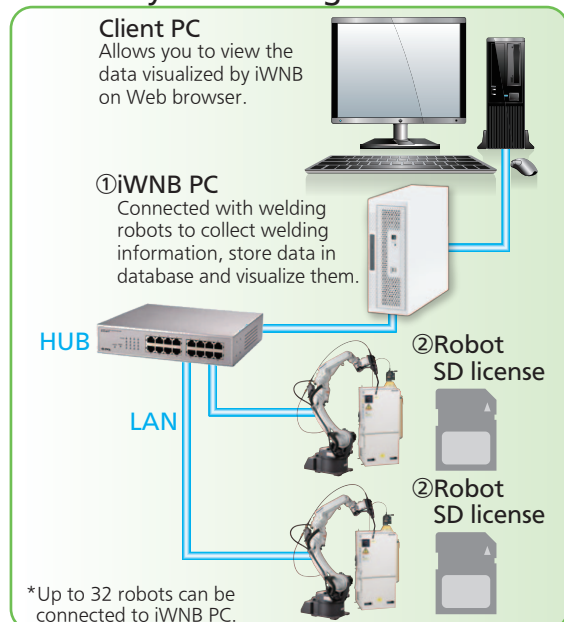 Client PC
Allows you to view the
data visualized by iWNB
on Web browser.
①iWNB PC
Connected with welding
robots to collect welding
information, store data in
database and visualize them.
HUB
LAN
②Robot
SD license
②Robot
SD license
*Up to 32 robots can be
connected to iWNB PC.